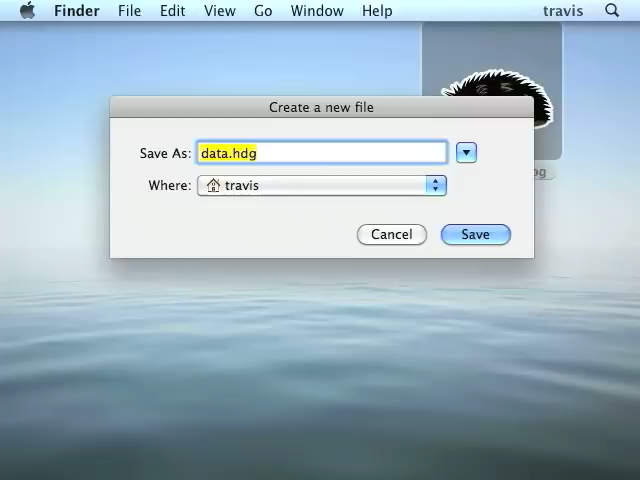 Finder File Edit View Go Window Help travis
Create a new file
Save As: data.hdg
Where: travis
Cancel Save